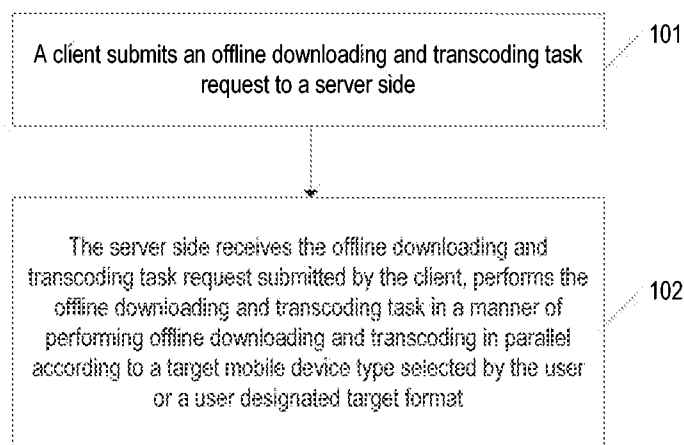 A client submits an offline downloading and transcoding task
request to a server side
101
The server side receives the offline downloading and
transcoding task request submitted by the client, performs the
offline downloading and transcoding task in a manner of
performing offline downloading and transcoding in parallel
according to a target mobile device type selected by the user
or a user designated target format
102